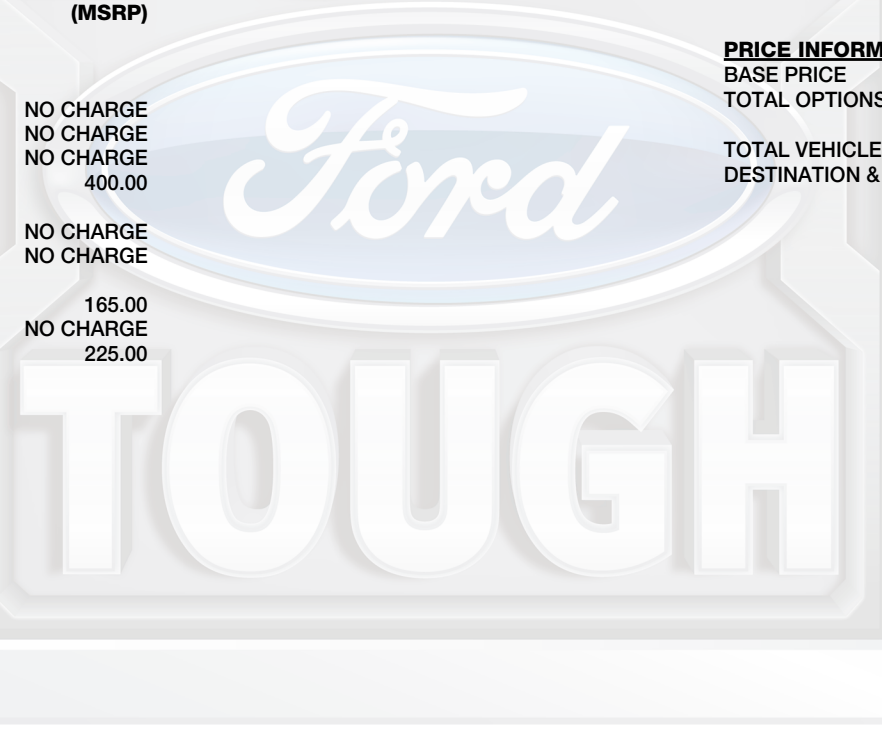 (MSRP)
NO CHARGE
NO CHARGE
NO CHARGE
400.00
NO CHARGE
NO CHARGE
165.00
NO CHARGE
225.00
PRICE INFORM
BASE PRICE
TOTAL OPTIONS
TOTAL VEHICLE
DESTINATION &
Ford
TOUGH